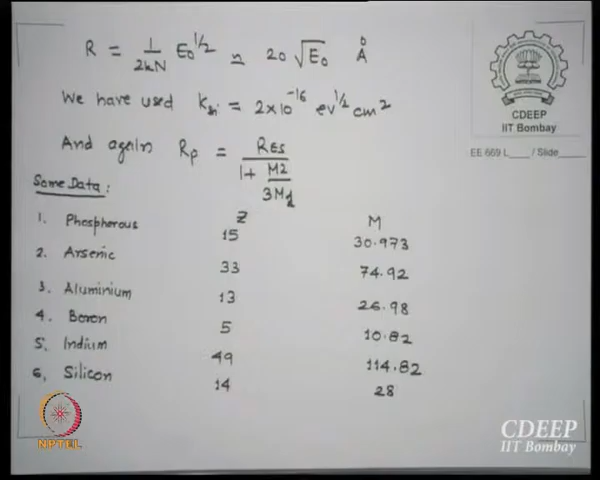 R = 1/2kN E₀^1/2 ≃ 20 √E₀ Å
We have used k_si = 2×10^-16 ev^1/2 cm^2
And again Rp = REs / (1 + M2/3M1)
Some Data :
Z M
1. Phospherous 15 30.973
2. Arsenic 33 74.92
3. Aluminium 13 26.98
4. Boron 5 10.82
5. Indium 49 114.82
6. Silicon 14 28
CDEEP
IIT Bombay
EE 669 L___ / Slide____
NPTEL
CDEEP
IIT Bombay